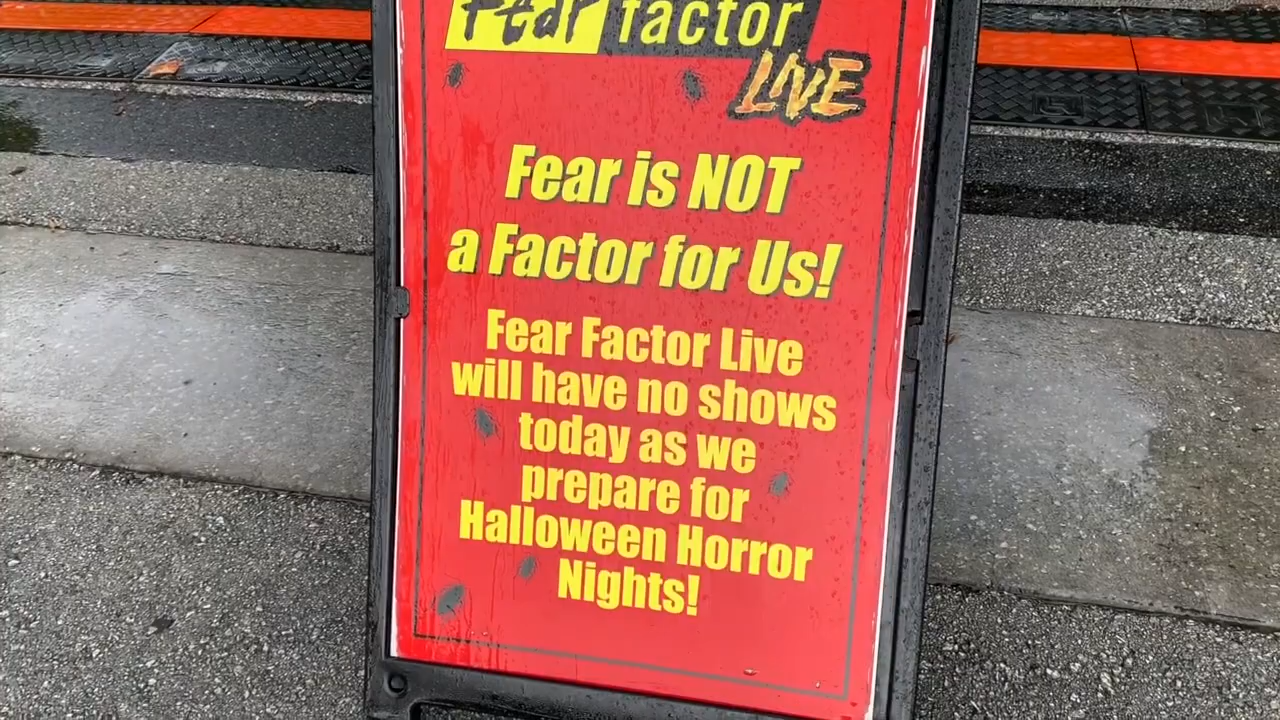 Fear factor
LIVE
Fear is NOT
a Factor for Us!
Fear Factor Live
will have no shows
today as we
prepare for
Halloween Horror
Nights!